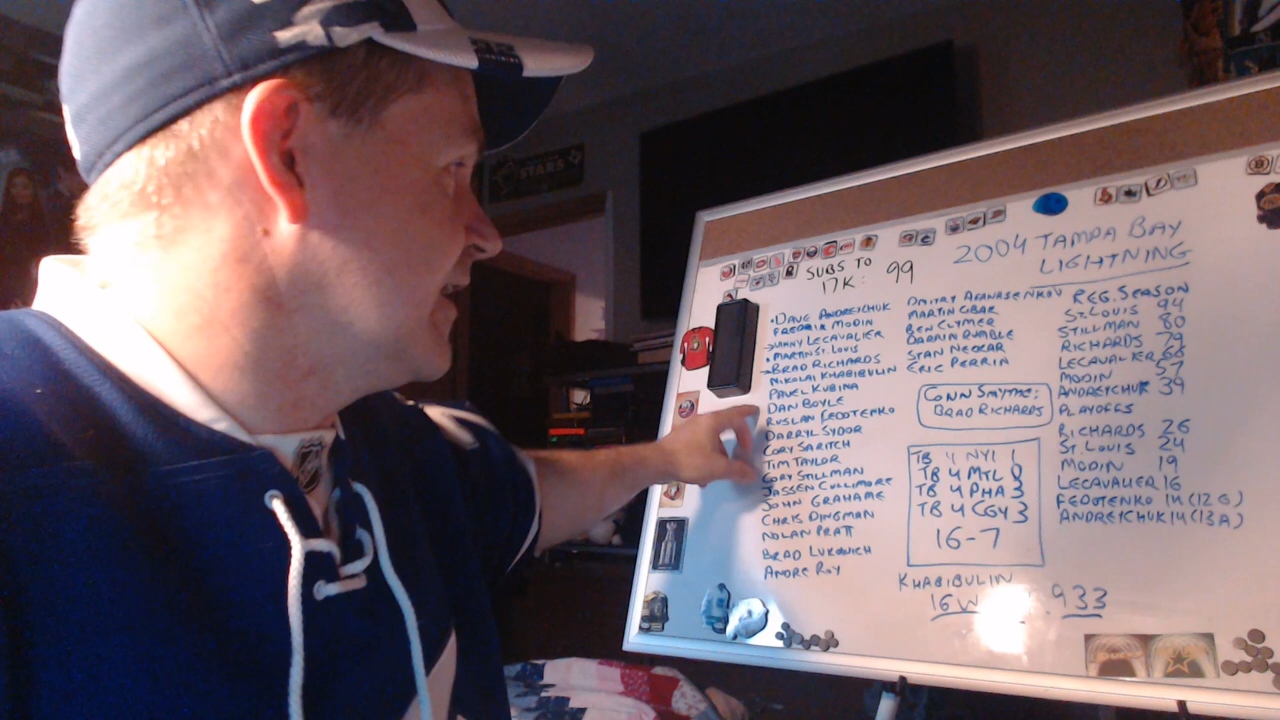 STARS
SUBS TO
17K: 99
2004 TAMPA BAY
LIGHTNING
• DAVE ANDREYCHUK
FREDRIK MODIN
→ VINNY LECAVALIER
• MARTIN ST. LOUIS
→ BRAD RICHARDS
NIKOLAI KHABIBULIN
PAVEL KUBINA
DAN BOYLE
RUSLAN FEDOTENKO
DARRYL SYDOR
CORY SARITCH
TIM TAYLOR
CORY STILLMAN
JASSEN CULLIMORE
JOHN GRAHAME
CHRIS DINGMAN
NOLAN PRATT
BRAD LUKOWICH
ANDRE ROY
DMITRY AFANASENKOV
MARTIN CIBAK
BEN CLYMER
DARREN RUMBLE
STAN NECKAR
ERIC PERRIN
CONN SMYTHE:
BRAD RICHARDS
TB 4 NYI 1
TB 4 MTL 0
TB 4 PHA 3
TB 4 CGY 3
16-7
KHABIBULIN
16W .933
REG. SEASON
ST. LOUIS 94
STILLMAN 80
RICHARDS 79
LECAVALIER 66
MODIN 57
ANDREYCHUK 39
PLAYOFFS
RICHARDS 26
ST. LOUIS 24
MODIN 19
LECAVALIER 16
FEDOTENKO 14 (12 G)
ANDREYCHUK 14 (13 A)
NHL